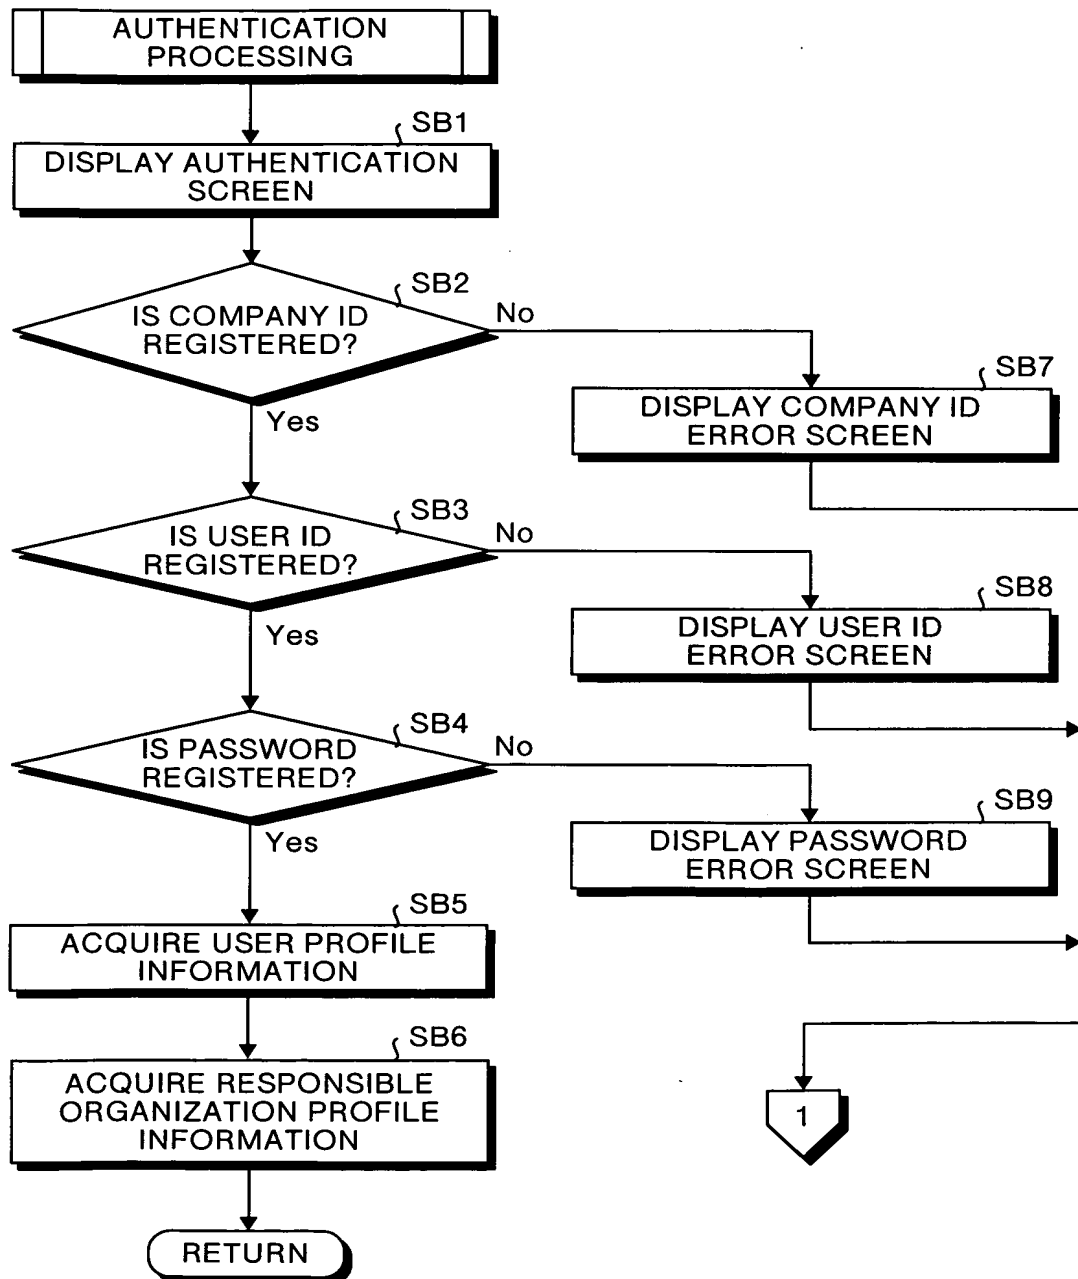 AUTHENTICATION
PROCESSING
SB1
DISPLAY AUTHENTICATION
SCREEN
SB2
IS COMPANY ID
REGISTERED?
No
Yes
SB7
DISPLAY COMPANY ID
ERROR SCREEN
SB3
IS USER ID
REGISTERED?
No
Yes
SB8
DISPLAY USER ID
ERROR SCREEN
SB4
IS PASSWORD
REGISTERED?
No
Yes
SB9
DISPLAY PASSWORD
ERROR SCREEN
SB5
ACQUIRE USER PROFILE
INFORMATION
SB6
ACQUIRE RESPONSIBLE
ORGANIZATION PROFILE
INFORMATION
1
RETURN